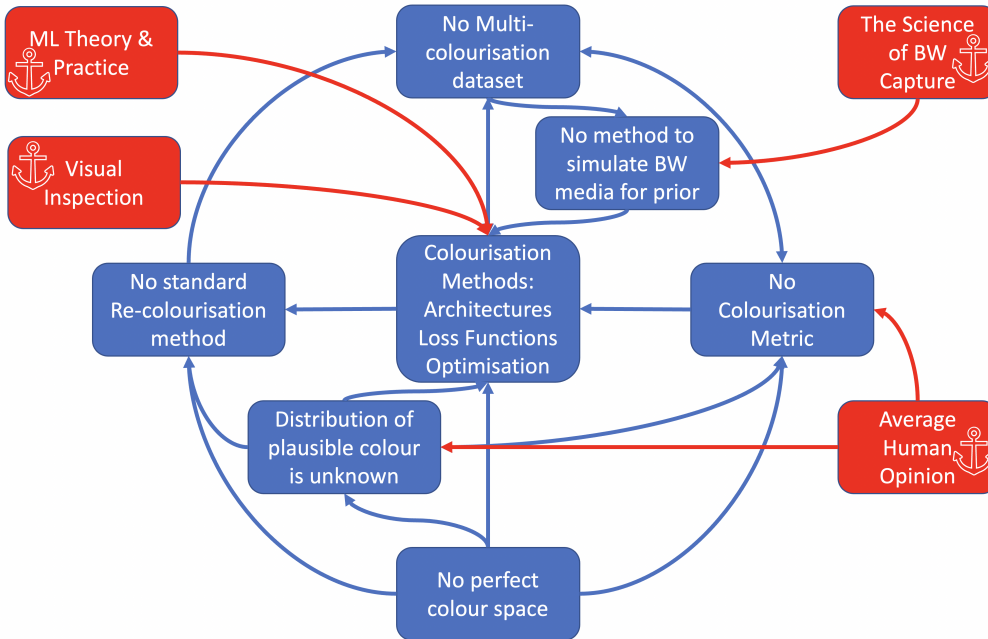 ML Theory &
Practice
No Multi-
colourisation
dataset
The Science
of BW
Capture
No method to
simulate BW
media for prior
Visual
Inspection
Colourisation
Methods:
Architectures
Loss Functions
Optimisation
No standard
Re-colourisation
method
No
Colourisation
Metric
Distribution of
plausible colour
is unknown
Average
Human
Opinion
No perfect
colour space